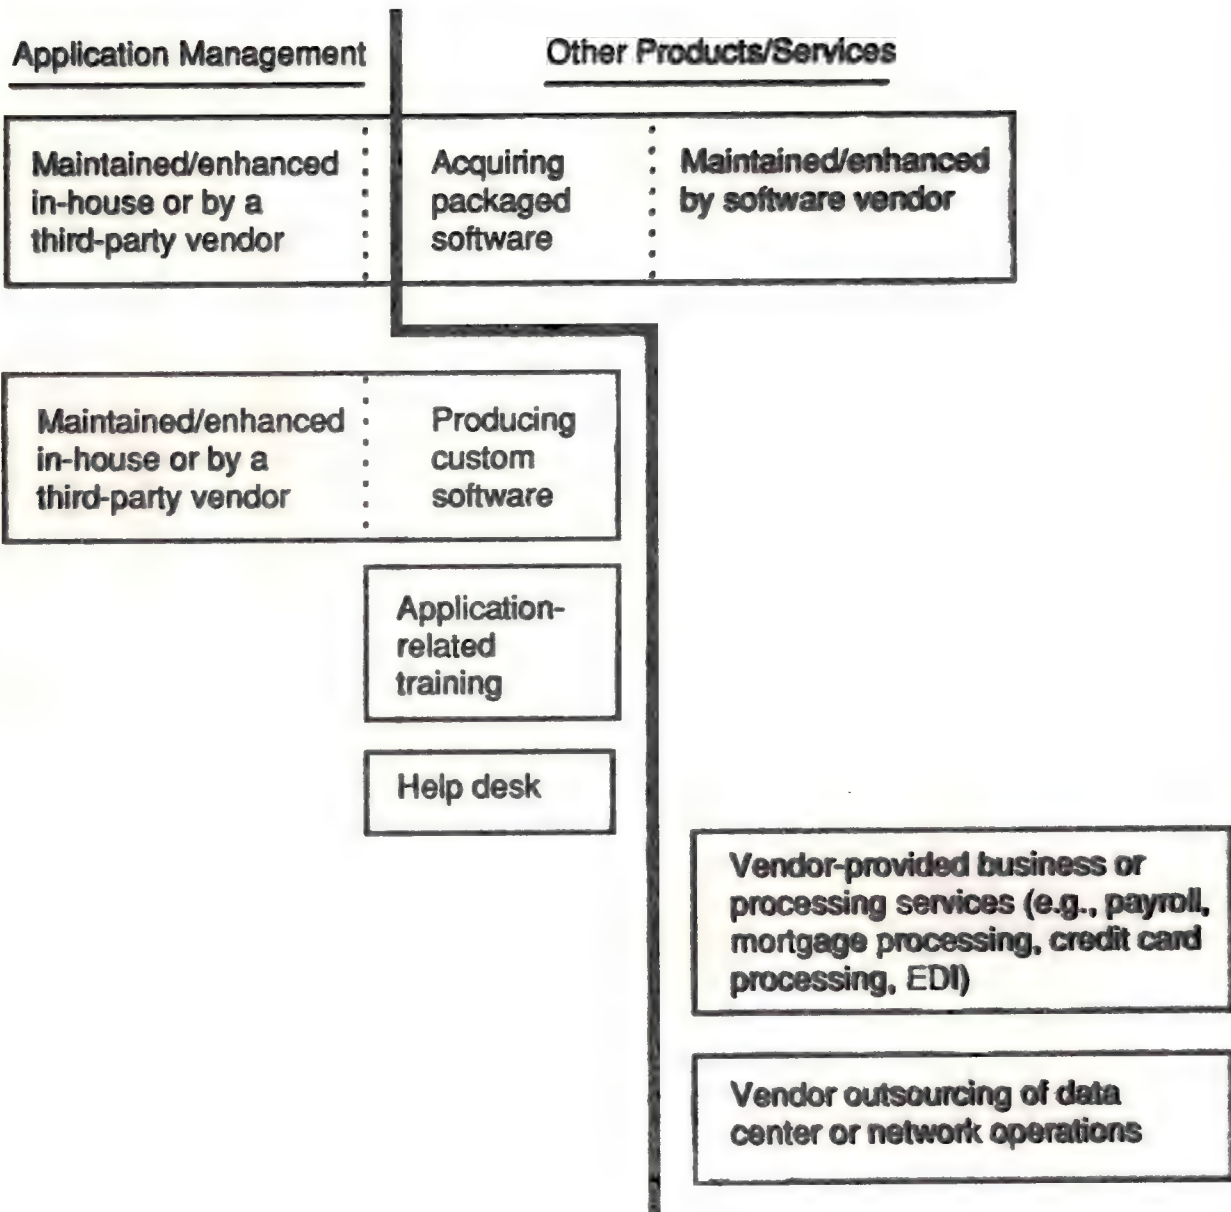 Application Management
Other Products/Services
Maintained/enhanced
in-house or by a
third-party vendor
Acquiring
packaged
software
Maintained/enhanced
by software vendor
Maintained/enhanced
in-house or by a
third-party vendor
Producing
custom
software
Application-
related
training
Help desk
Vendor-provided business or
processing services (e.g., payroll,
mortgage processing, credit card
processing, EDI)
Vendor outsourcing of data
center or network operations